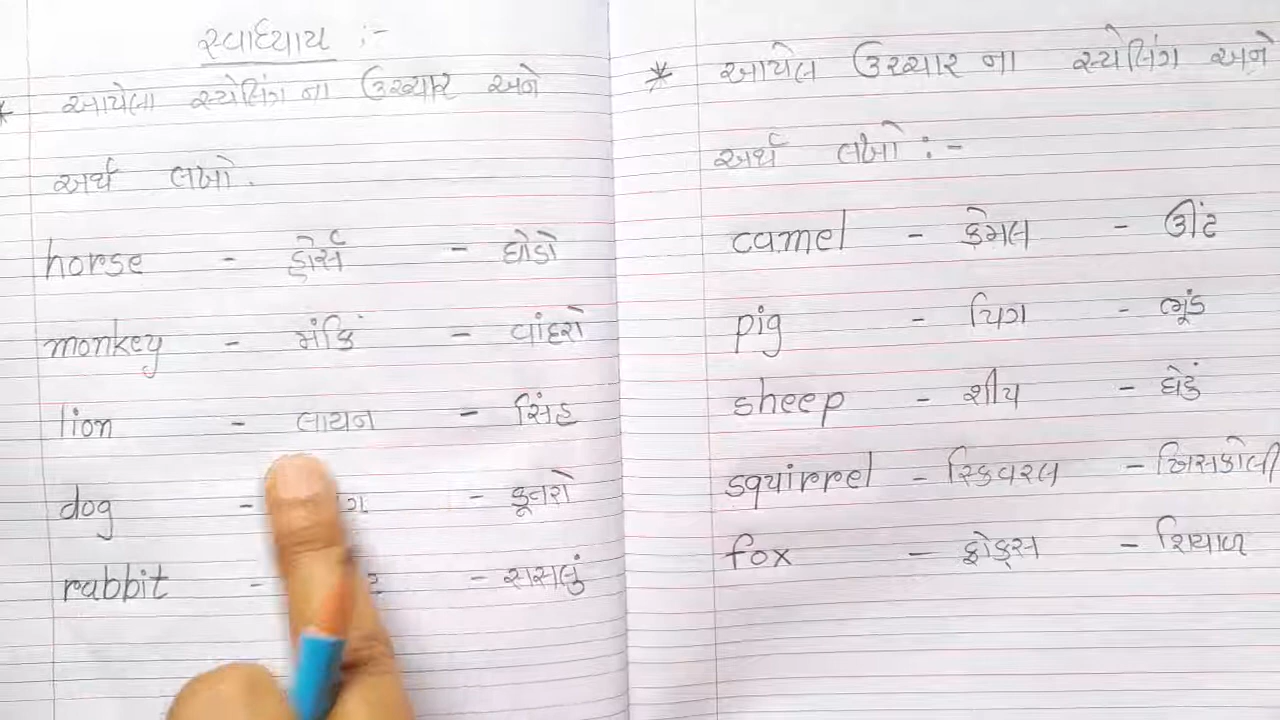 સ્વાધ્યાય :-
* આપેલા સ્પેલિંગના ઉચ્ચાર અને
અર્થ લખો.
horse - હોર્સ - ઘોડો
monkey - મંકિ - વાંદરો
lion - લાયન - સિંહ
dog - ગ - કૂતરો
rabbit - - સસલું
* આપેલ ઉચ્ચાર ના સ્પેલિંગ અને
અર્થ લખો :-
camel - કેમલ - ઊંટ
pig - પિગ - ભૂંડ
sheep - શીપ - ઘેટું
squirrel - સ્કિવરલ - ખિસકોલી
fox - ફોક્સ - શિયાળ